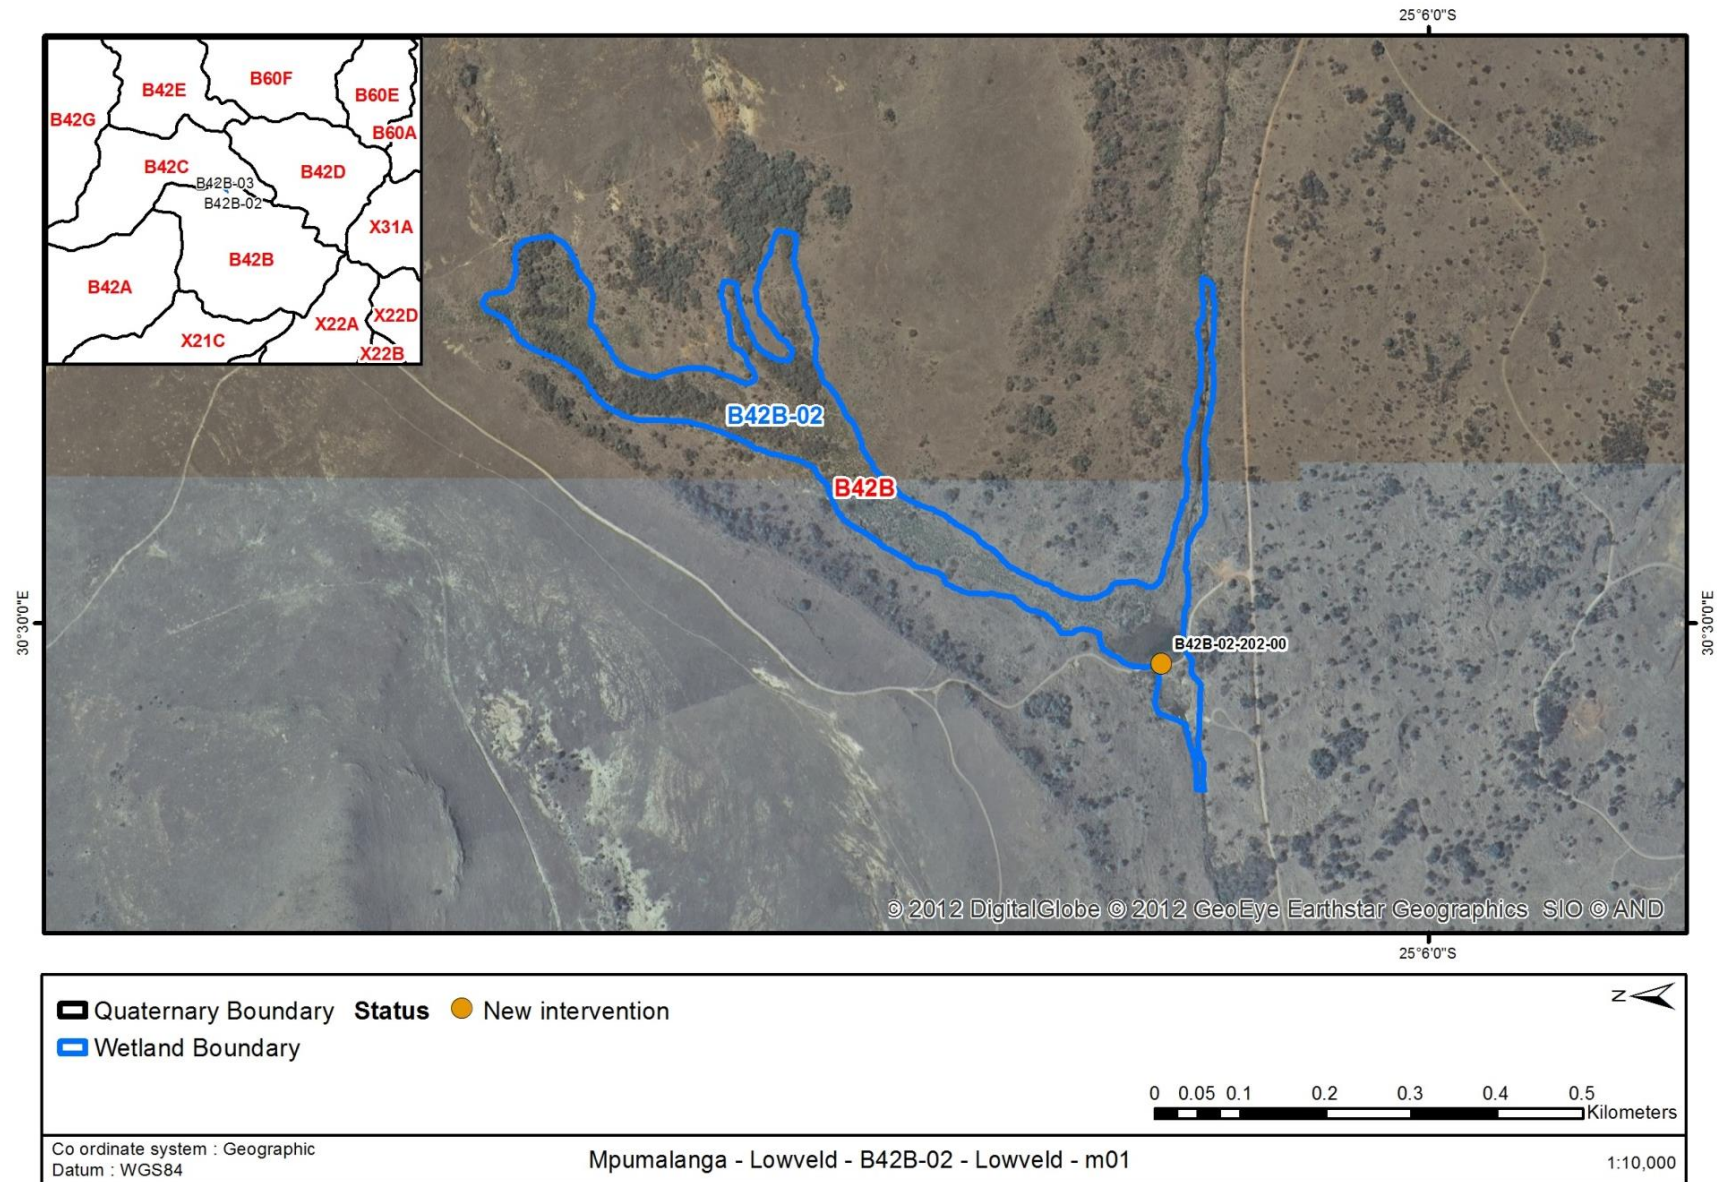 25°6'0"S
B42E
B60F
B60E
B42G
B60A
B42C
B42D
B42B-03
B42B-02
X31A
B42B
B42A
X22D
X22A
X21C
X22B
B42B-02
B42B
30°30'0"E
30°30'0"E
B42B-02-202-00
© 2012 DigitalGlobe © 2012 GeoEye Earthstar Geographics SIO © AND
25°6'0"S
Quaternary Boundary Status New intervention
Wetland Boundary
N
0 0.05 0.1 0.2 0.3 0.4 0.5
Kilometers
Co ordinate system : Geographic
Datum : WGS84
Mpumalanga - Lowveld - B42B-02 - Lowveld - m01
1:10,000